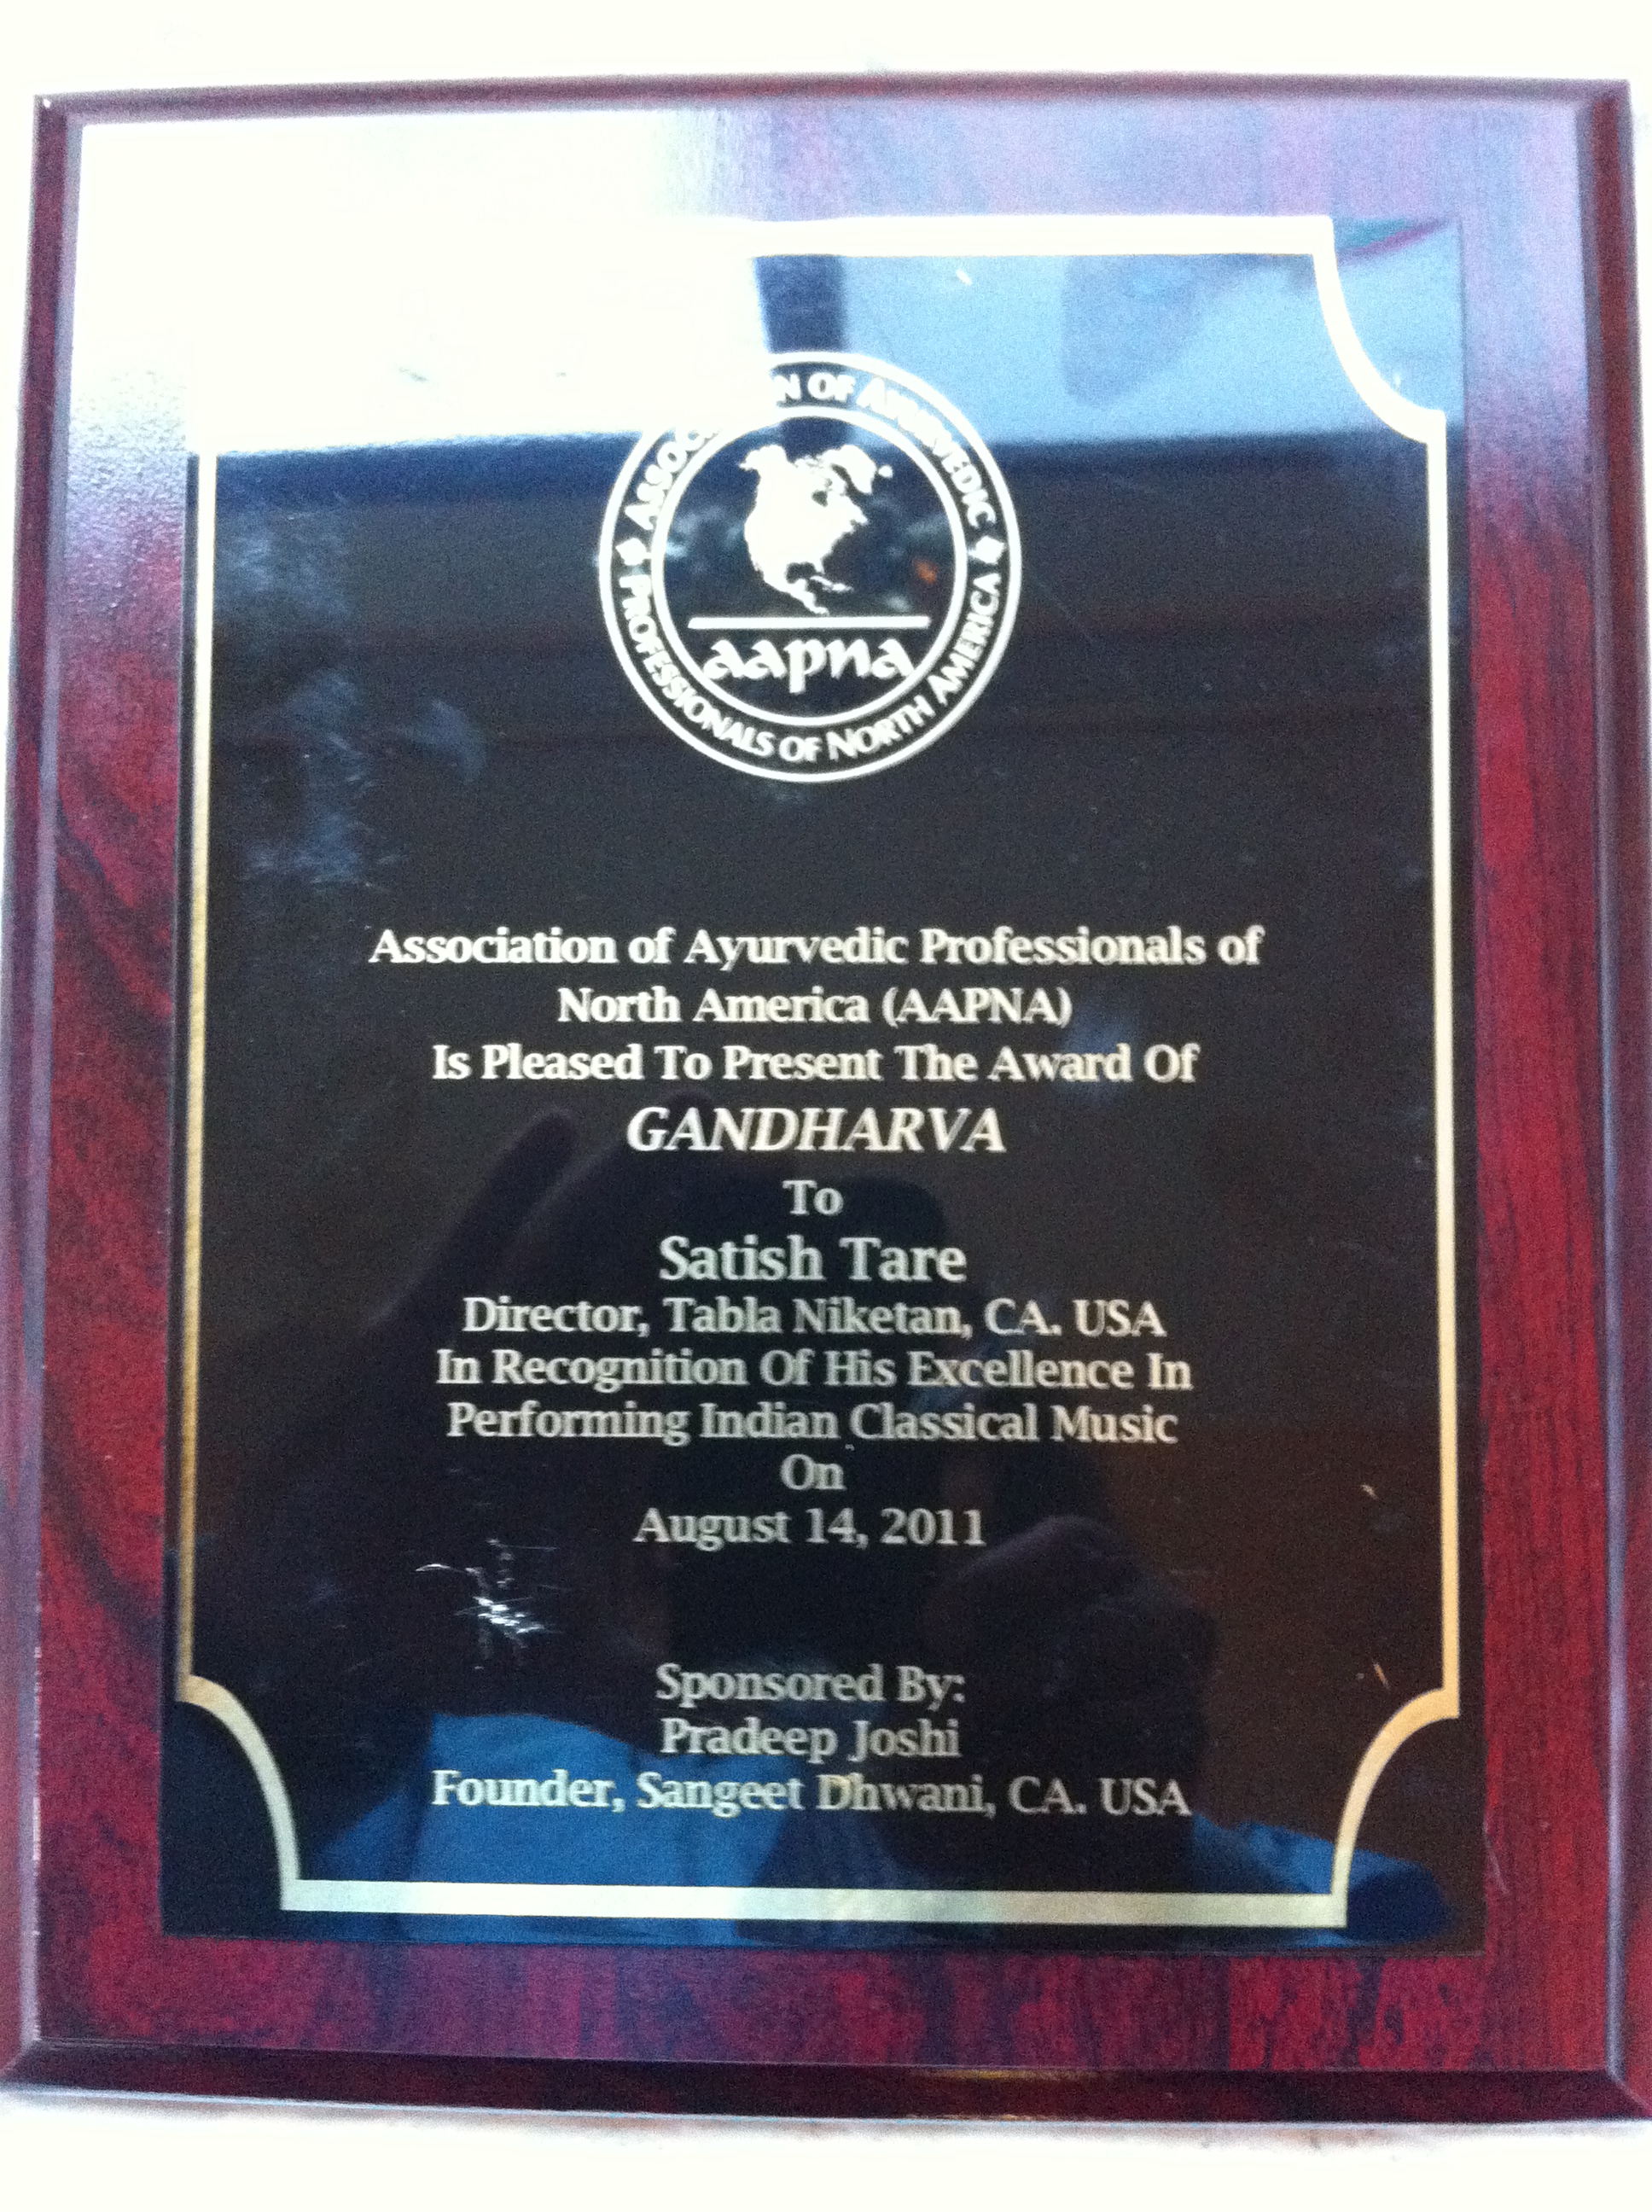 ASSOC N OF AYURVEDIC
PROFESSIONALS OF NORTH AMERICA
aapna
Association of Ayurvedic Professionals of
North America (AAPNA)
Is Pleased To Present The Award Of
GANDHARVA
To
Satish Tare
Director, Tabla Niketan, CA. USA
In Recognition Of His Excellence In
Performing Indian Classical Music
On
August 14, 2011
Sponsored By:
Pradeep Joshi
Founder, Sangeet Dhwani, CA. USA